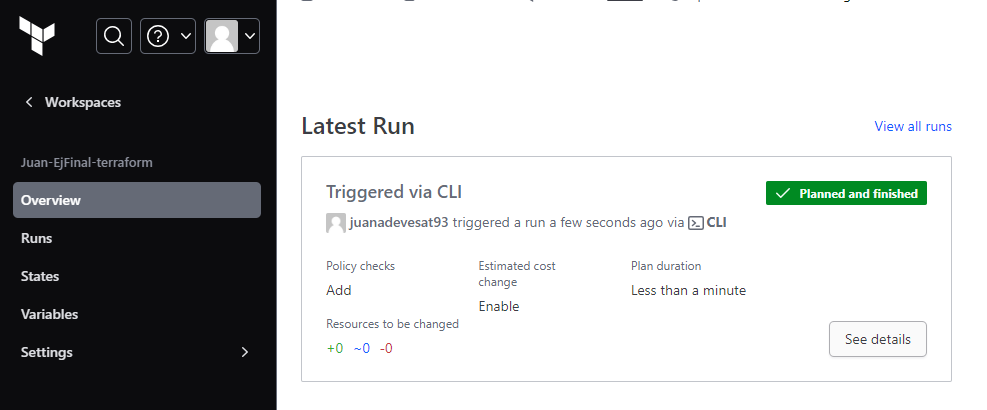 Workspaces
Juan-EjFinal-terraform
Overview
Runs
States
Variables
Settings
Latest Run
View all runs
Triggered via CLI
Planned and finished
juanadevesat93 triggered a run a few seconds ago via CLI
Policy checks
Add
Estimated cost
change
Enable
Plan duration
Less than a minute
Resources to be changed
+0 ~0 -0
See details